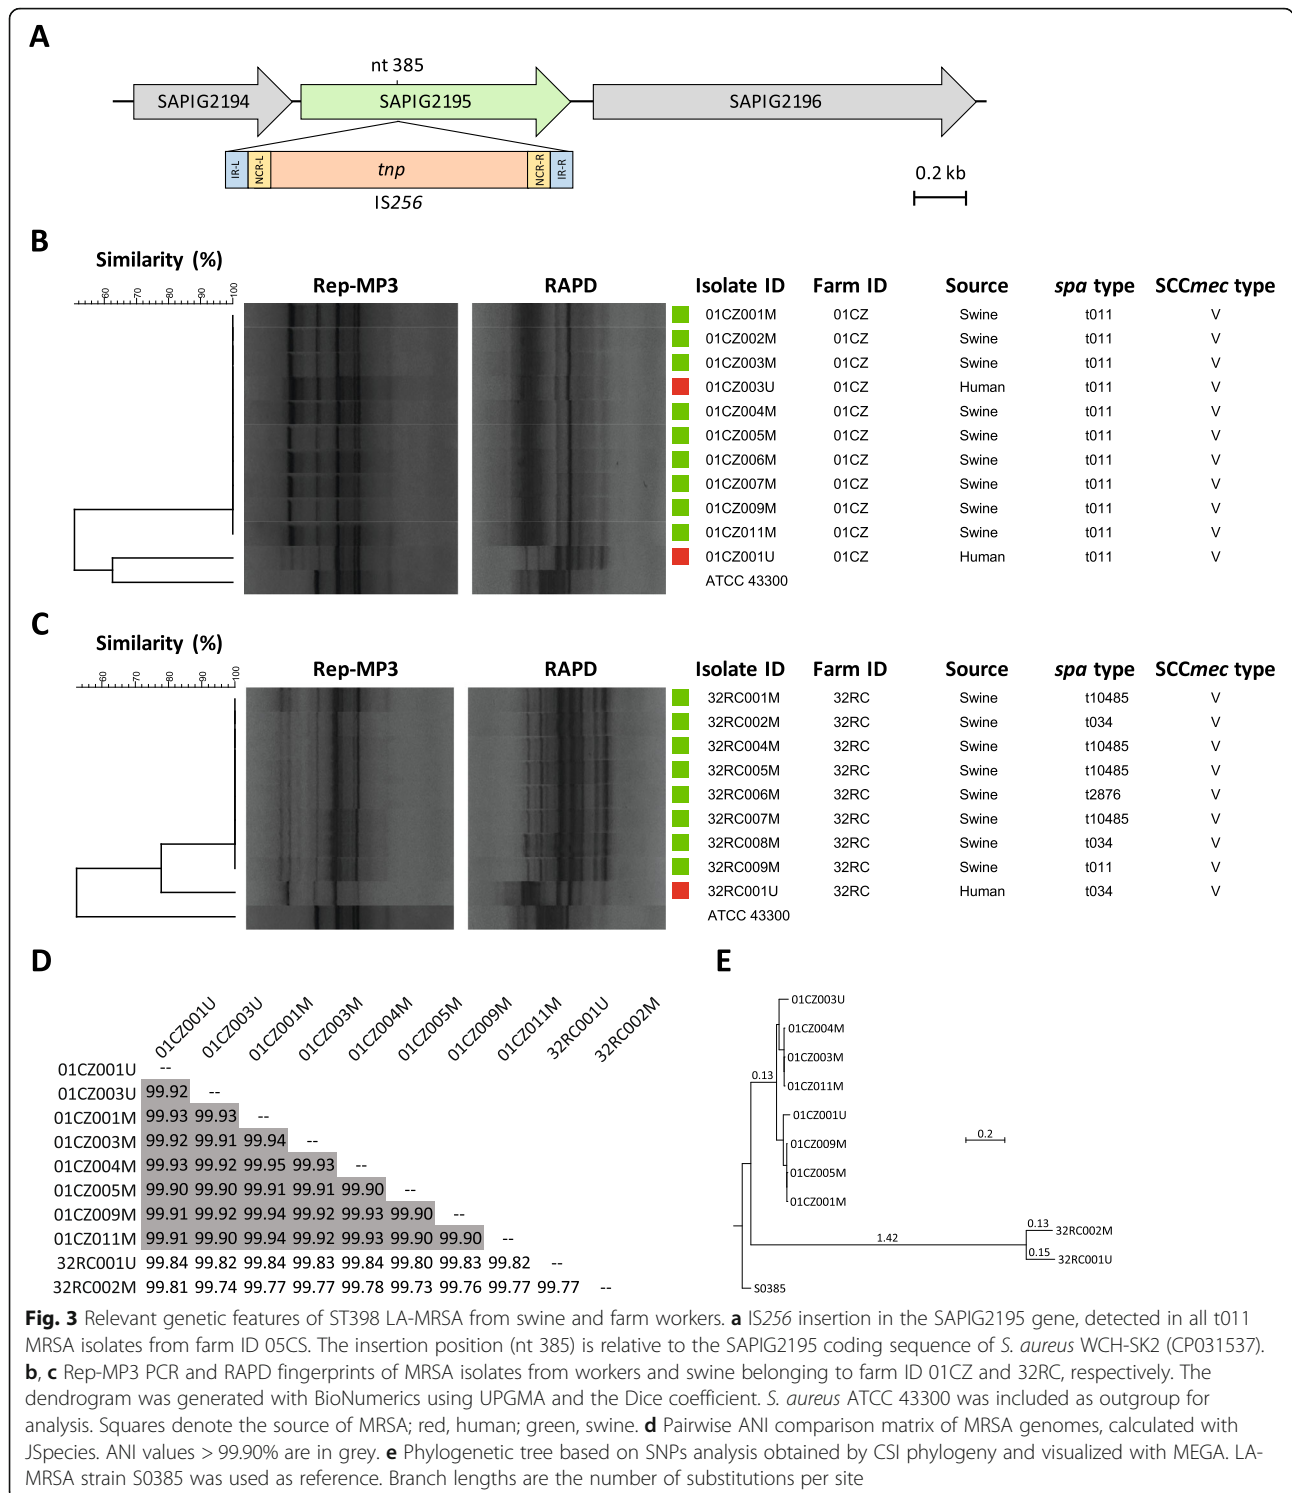 A
nt 385
SAPIG2194 SAPIG2195 SAPIG2196
IR-L NCR-L tnp NCR-R IR-R
IS256
0.2 kb
B
Similarity (%)
60 70 80 90 100
Rep-MP3 RAPD Isolate ID Farm ID Source spa type SCCmec type
01CZ001M 01CZ Swine t011 V
01CZ002M 01CZ Swine t011 V
01CZ003M 01CZ Swine t011 V
01CZ003U 01CZ Human t011 V
01CZ004M 01CZ Swine t011 V
01CZ005M 01CZ Swine t011 V
01CZ006M 01CZ Swine t011 V
01CZ007M 01CZ Swine t011 V
01CZ009M 01CZ Swine t011 V
01CZ011M 01CZ Swine t011 V
01CZ001U 01CZ Human t011 V
ATCC 43300
C
Similarity (%)
60 70 80 90 100
Rep-MP3 RAPD Isolate ID Farm ID Source spa type SCCmec type
32RC001M 32RC Swine t10485 V
32RC002M 32RC Swine t034 V
32RC004M 32RC Swine t10485 V
32RC005M 32RC Swine t10485 V
32RC006M 32RC Swine t2876 V
32RC007M 32RC Swine t10485 V
32RC008M 32RC Swine t034 V
32RC009M 32RC Swine t011 V
32RC001U 32RC Human t034 V
ATCC 43300
D
01CZ001U 01CZ003U 01CZ001M 01CZ003M 01CZ004M 01CZ005M 01CZ009M 01CZ011M 32RC001U 32RC002M
01CZ001U --
01CZ003U 99.92 --
01CZ001M 99.93 99.93 --
01CZ003M 99.92 99.91 99.94 --
01CZ004M 99.93 99.92 99.95 99.93 --
01CZ005M 99.90 99.90 99.91 99.91 99.90 --
01CZ009M 99.91 99.92 99.94 99.92 99.93 99.90 --
01CZ011M 99.91 99.90 99.94 99.92 99.93 99.90 99.90 --
32RC001U 99.84 99.82 99.84 99.83 99.84 99.80 99.83 99.82 --
32RC002M 99.81 99.74 99.77 99.77 99.78 99.73 99.76 99.77 99.77 --
E
01CZ003U
01CZ004M
01CZ003M
0.13
01CZ011M
01CZ001U
0.2
01CZ009M
01CZ005M
01CZ001M
0.13 32RC002M
1.42
0.15 32RC001U
S0385
Fig. 3 Relevant genetic features of ST398 LA-MRSA from swine and farm workers. a IS256 insertion in the SAPIG2195 gene, detected in all t011
MRSA isolates from farm ID 05CS. The insertion position (nt 385) is relative to the SAPIG2195 coding sequence of S. aureus WCH-SK2 (CP031537).
b, c Rep-MP3 PCR and RAPD fingerprints of MRSA isolates from workers and swine belonging to farm ID 01CZ and 32RC, respectively. The
dendrogram was generated with BioNumerics using UPGMA and the Dice coefficient. S. aureus ATCC 43300 was included as outgroup for
analysis. Squares denote the source of MRSA; red, human; green, swine. d Pairwise ANI comparison matrix of MRSA genomes, calculated with
JSpecies. ANI values > 99.90% are in grey. e Phylogenetic tree based on SNPs analysis obtained by CSI phylogeny and visualized with MEGA. LA-
MRSA strain S0385 was used as reference. Branch lengths are the number of substitutions per site